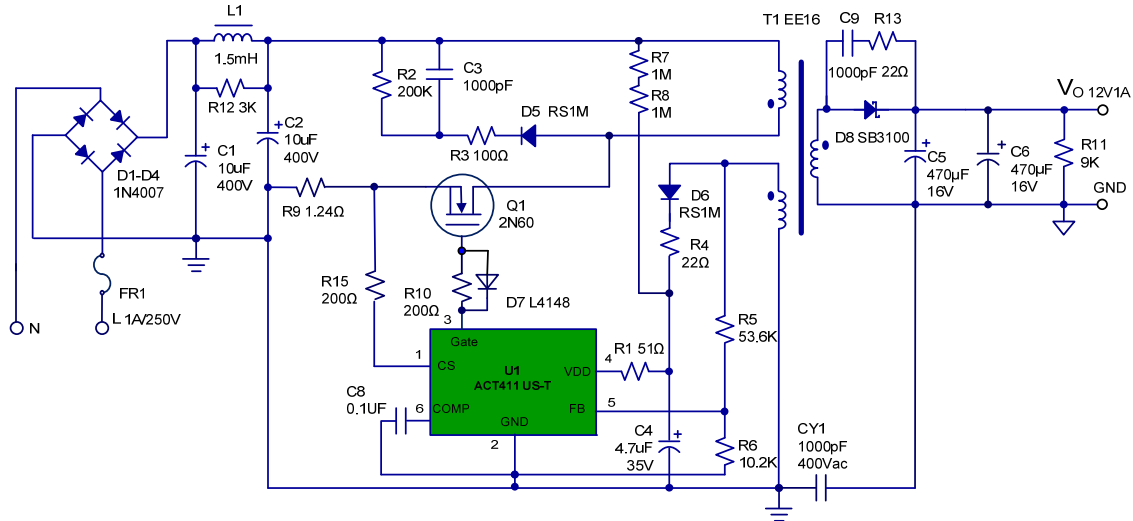 L1
1.5mH
R12 3K
C2
10uF
400V
C1
10uF
400V
D1-D4
1N4007
FR1
L 1A/250V
N
R2
200K
C3
1000pF
R3 100Ω
D5 RS1M
R7
1M
R8
1M
T1 EE16
C9
R13
1000pF 22Ω
D8 SB3100
VO 12V1A
C5
470µF
16V
C6
470µF
16V
R11
9K
GND
R9 1.24Ω
Q1
2N60
D6
RS1M
R4
22Ω
R15
200Ω
R10
200Ω
D7 L4148
R5
53.6K
3
Gate
1
CS
U1
ACT411 US-T
VDD
4
R1 51Ω
C8
0.1UF
6
COMP
FB
5
GND
2
C4
4.7uF
35V
R6
10.2K
CY1
1000pF
400Vac